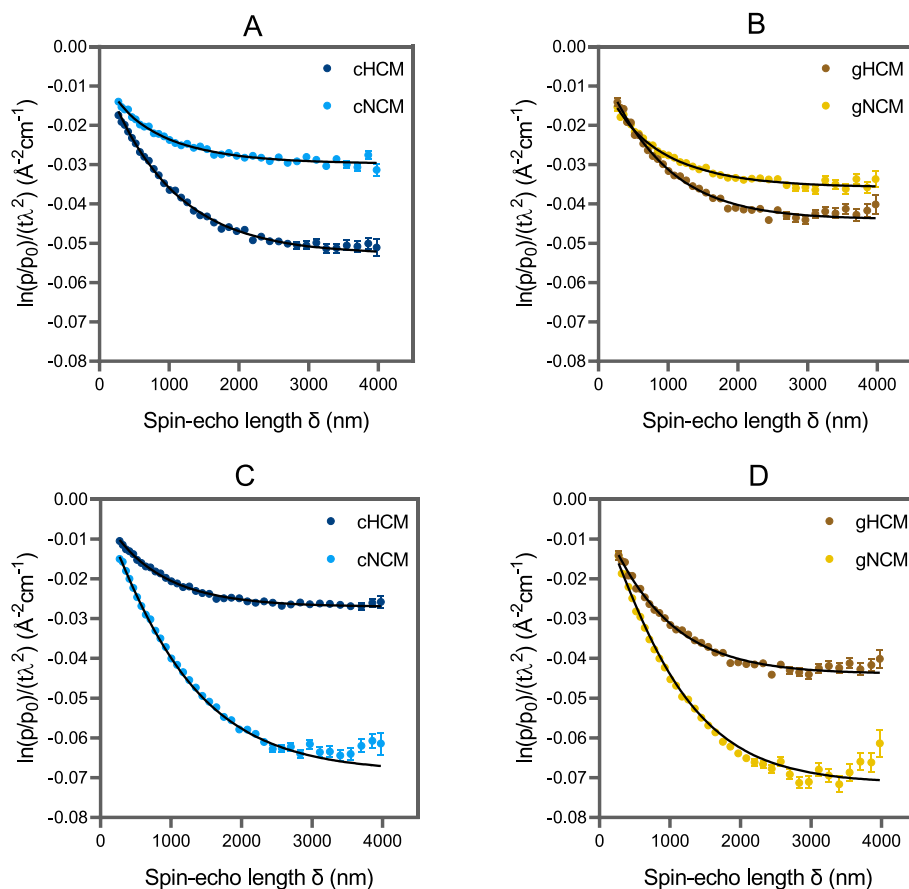 A
0.00
-0.01
-0.02
-0.03
-0.04
-0.05
-0.06
-0.07
-0.08
ln(p/p₀)/(tλ²) (Å⁻²cm⁻¹)
cHCM
cNCM
0 1000 2000 3000 4000
Spin-echo length δ (nm)
B
0.00
-0.01
-0.02
-0.03
-0.04
-0.05
-0.06
-0.07
-0.08
ln(p/p₀)/(tλ²) (Å⁻²cm⁻¹)
gHCM
gNCM
0 1000 2000 3000 4000
Spin-echo length δ (nm)
C
0.00
-0.01
-0.02
-0.03
-0.04
-0.05
-0.06
-0.07
-0.08
ln(p/p₀)/(tλ²) (Å⁻²cm⁻¹)
cHCM
cNCM
0 1000 2000 3000 4000
Spin-echo length δ (nm)
D
0.00
-0.01
-0.02
-0.03
-0.04
-0.05
-0.06
-0.07
-0.08
ln(p/p₀)/(tλ²) (Å⁻²cm⁻¹)
gHCM
gNCM
0 1000 2000 3000 4000
Spin-echo length δ (nm)